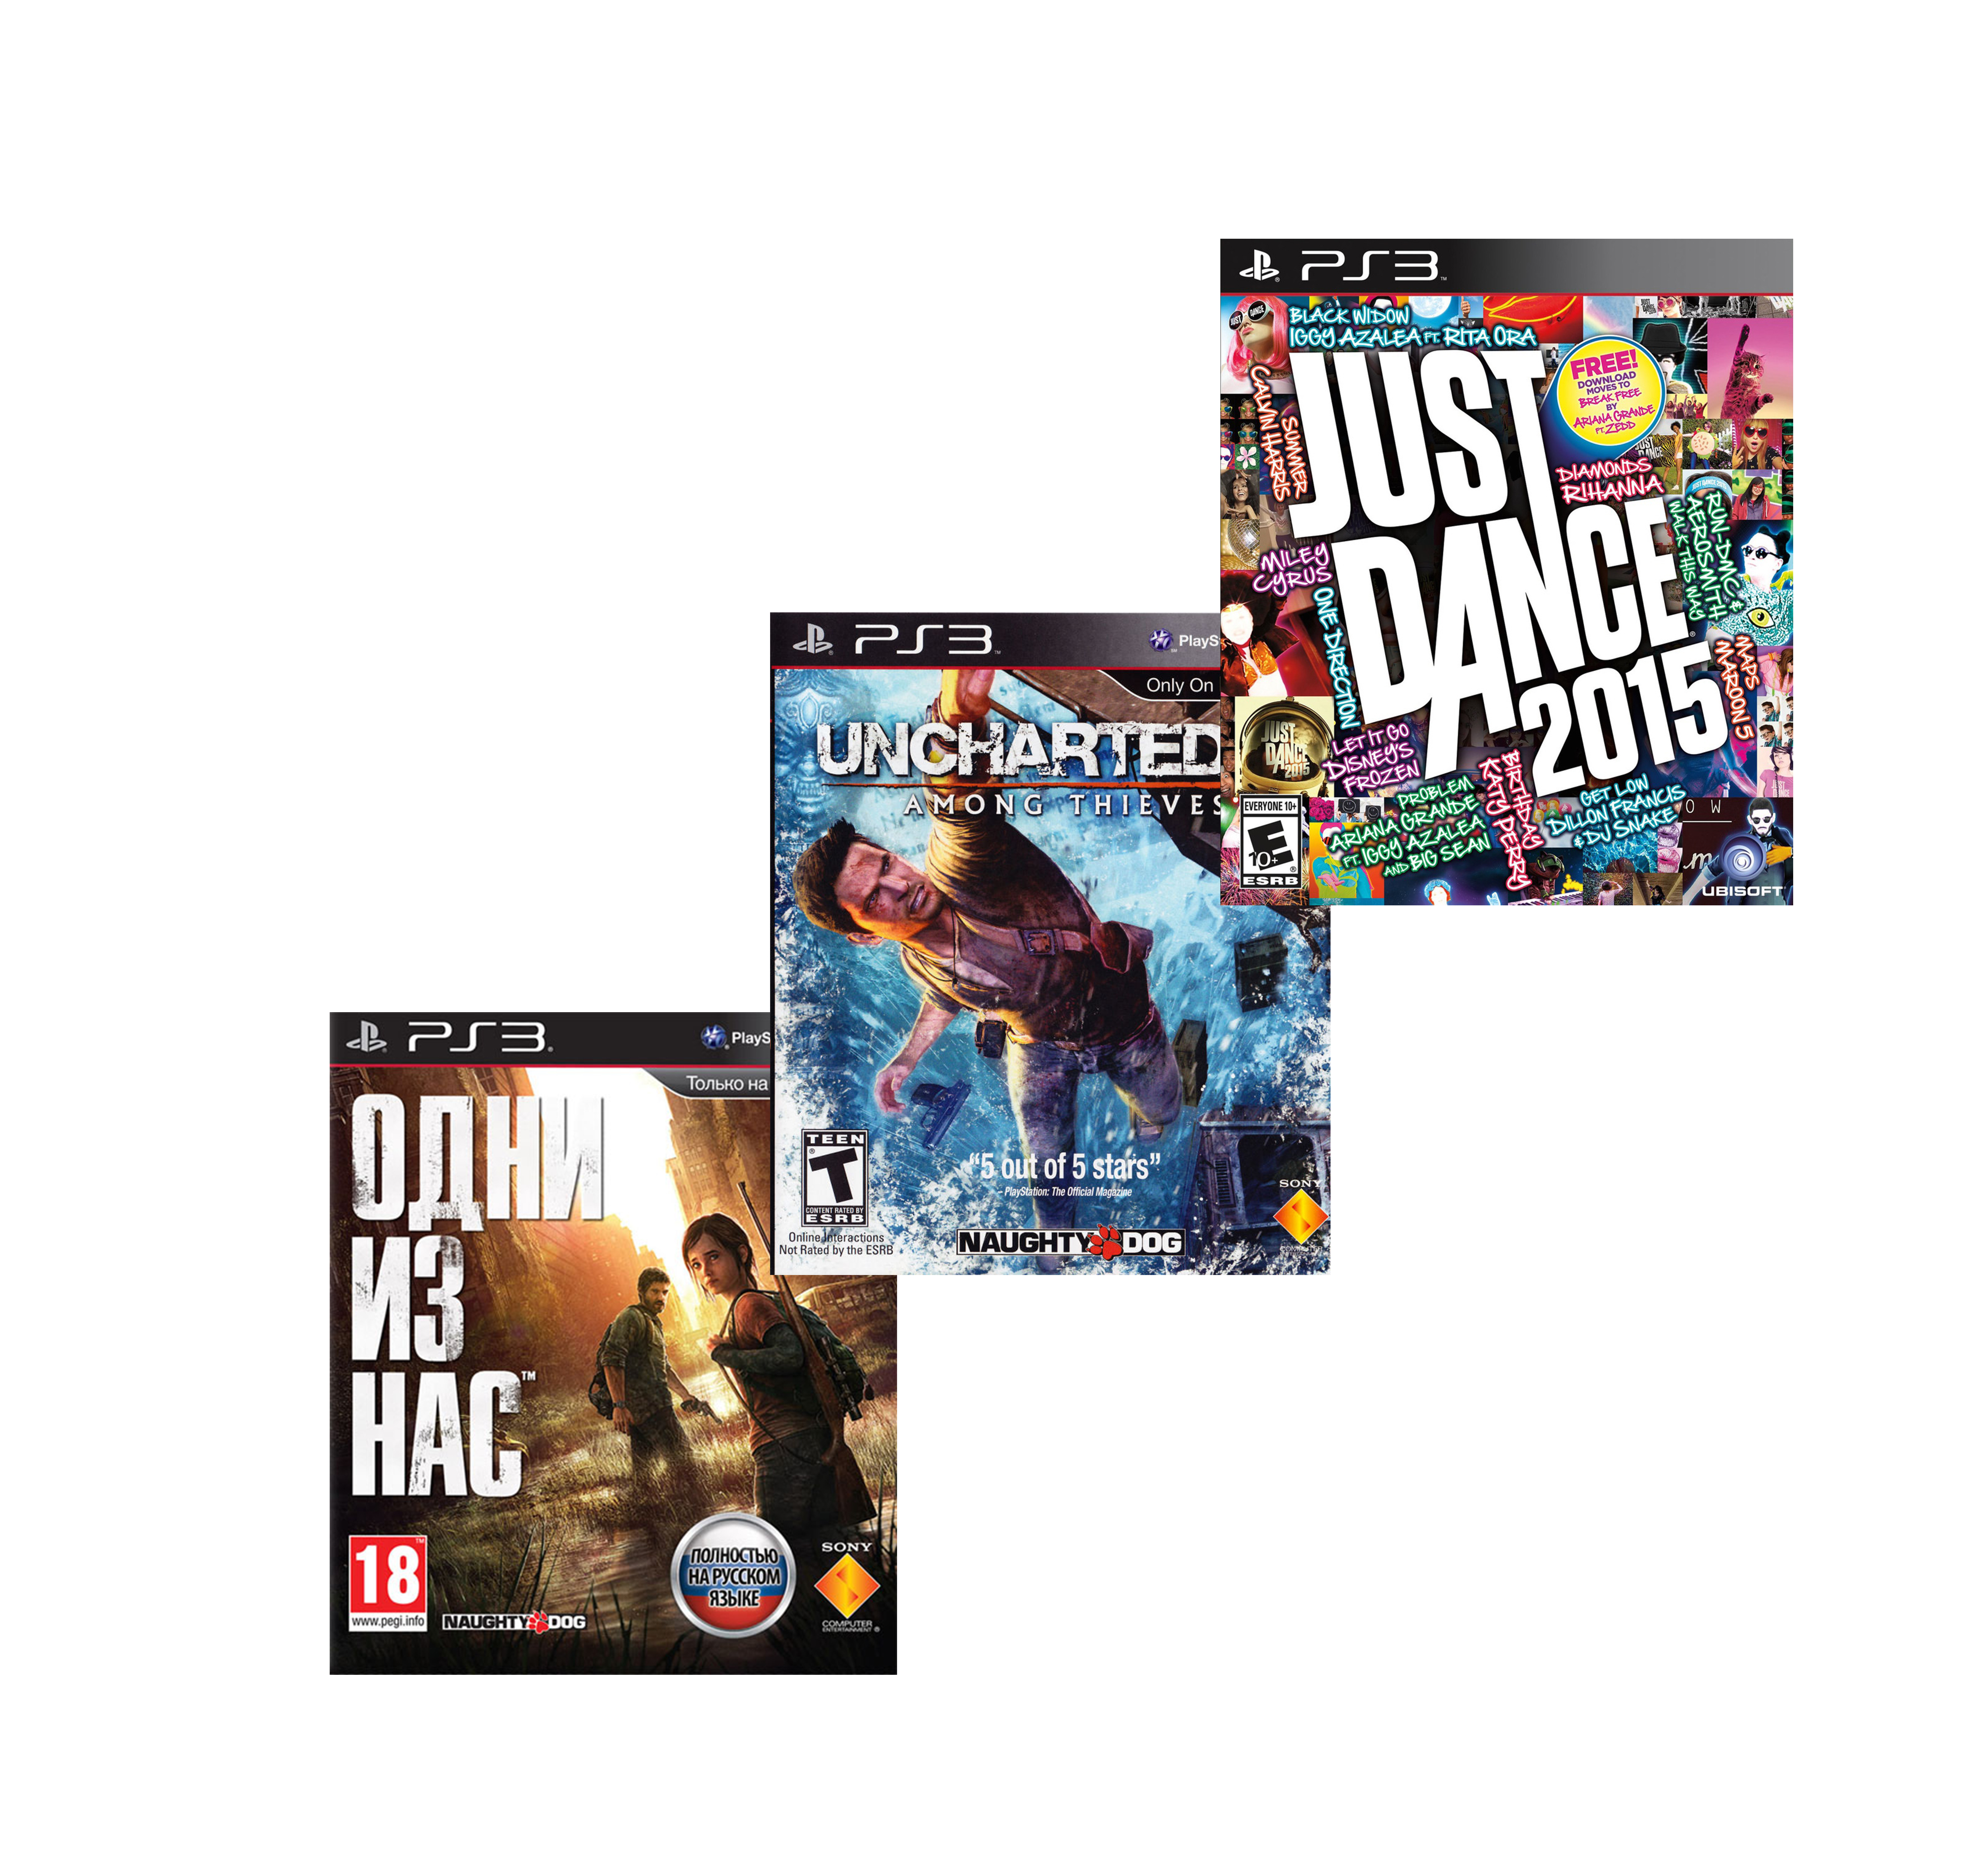 PS3
BLACK WIDOW
IGGY AZALEA FT. RITA ORA
JUST
DANCE
2015
FREE!
DOWNLOAD
MOVES TO
BREAK FREE
BY
ARIANA GRANDE
FT. ZEDD
SUMMER
CALVIN HARRIS
DIAMONDS
RIHANNA
RUN-DMC &
AEROSMITH
WALK THIS WAY
MILEY
CYRUS
ONE DIRECTION
MAPS
MAROON 5
JUST
DANCE
2015
LET IT GO
DISNEY'S
FROZEN
PROBLEM
ARIANA GRANDE
FT. IGGY AZALEA
AND BIG SEAN
BIRTHDAY
KATY PERRY
GET LOW
DILLON FRANCIS
& DJ SNAKE
EVERYONE 10+
E
10+
ESRB
UBISOFT
PS3
PlayS
Only On
UNCHARTED
AMONG THIEVES
TEEN
T
CONTENT RATED BY
ESRB
Online Interactions
Not Rated by the ESRB
“5 out of 5 stars”
PlayStation: The Official Magazine
NAUGHTY DOG
SONY
PS3
PlayS
Только на
ОДНИ
ИЗ
НАС™
18
www.pegi.info
NAUGHTY DOG
ПОЛНОСТЬЮ
НА РУССКОМ
ЯЗЫКЕ
SONY
COMPUTER
ENTERTAINMENT®